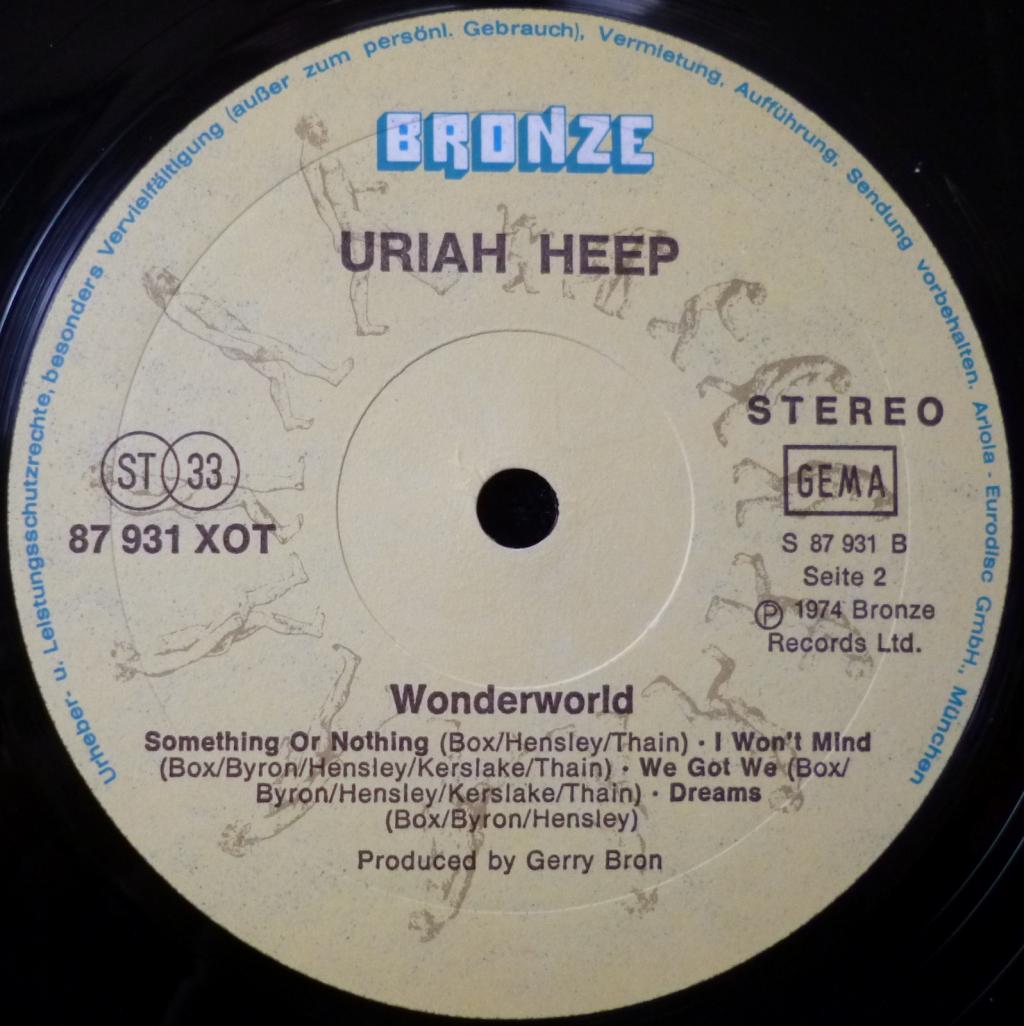 Urheber- u. Leistungsschutzrechte, besonders Vervielfältigung (außer zum persönl. Gebrauch), Vermietung, Aufführung, Sendung vorbehalten. Ariola - Eurodisc GmbH., München
BRONZE
URIAH HEEP
STEREO
ST 33
GEMA
87 931 XOT
S 87 931 B
Seite 2
℗ 1974 Bronze
Records Ltd.
Wonderworld
Something Or Nothing (Box/Hensley/Thain) · I Won't Mind
(Box/Byron/Hensley/Kerslake/Thain) · We Got We (Box/
Byron/Hensley/Kerslake/Thain) · Dreams
(Box/Byron/Hensley)
Produced by Gerry Bron